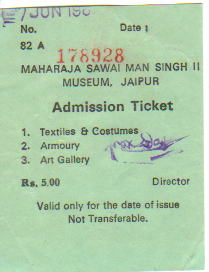 7 JUN 198
No. Date :
82 A
178928
MAHARAJA SAWAI MAN SINGH II
MUSEUM, JAIPUR
Admission Ticket
1. Textiles & Costumes
2. Armoury
3. Art Gallery
Rs. 5.00 Director
Valid only for the date of issue
Not Transferable.